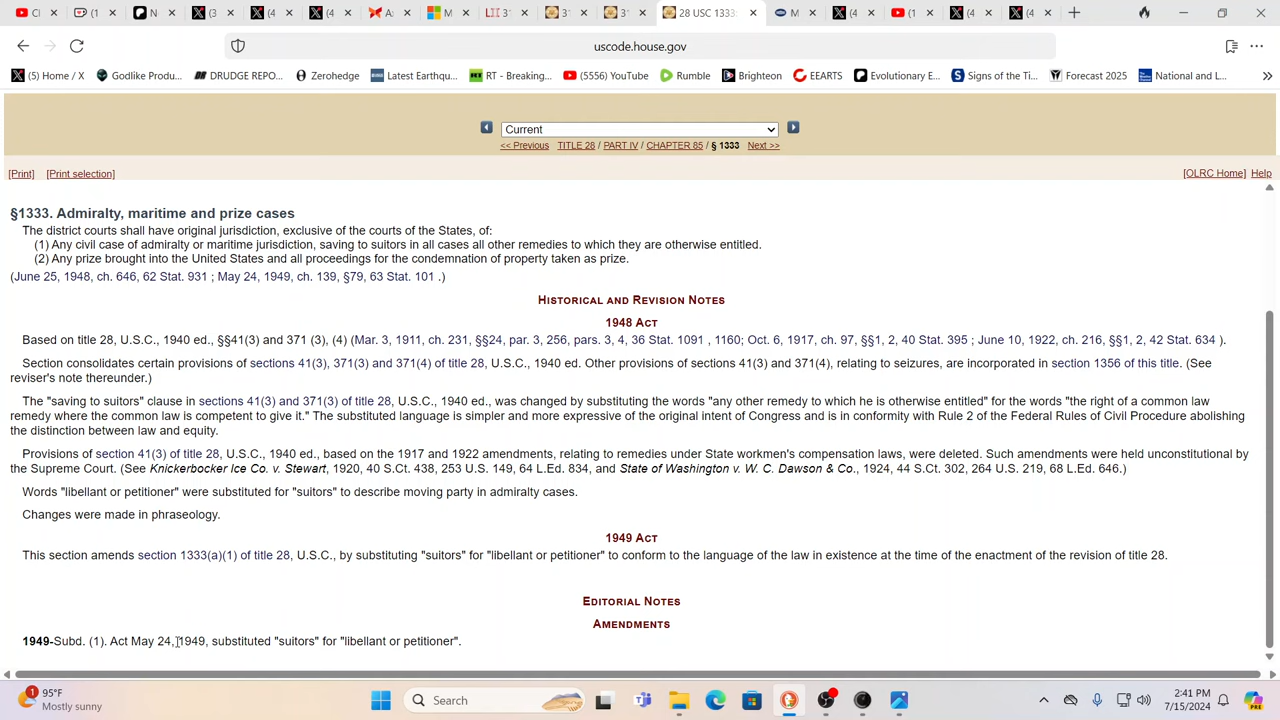 Cl
(3
N
(3
(4
(4
A
M
3
3
3
28 USC 1333:
M
(4
(1
(4
(4
uscode.house.gov
(5) Home / X
Godlike Produ...
DRUDGE REPO...
Zerohedge
Latest Earthqu...
RT - Breaking...
(5556) YouTube
Rumble
Brighteon
EEARTS
Evolutionary E...
Signs of the Ti...
Forecast 2025
National and L...
Current
<< Previous TITLE 28 / PART IV / CHAPTER 85 / § 1333 Next >>
[Print] [Print selection] [OLRC Home] Help
§1333. Admiralty, maritime and prize cases
The district courts shall have original jurisdiction, exclusive of the courts of the States, of:
(1) Any civil case of admiralty or maritime jurisdiction, saving to suitors in all cases all other remedies to which they are otherwise entitled.
(2) Any prize brought into the United States and all proceedings for the condemnation of property taken as prize.
(June 25, 1948, ch. 646, 62 Stat. 931 ; May 24, 1949, ch. 139, §79, 63 Stat. 101 .)
Historical and Revision Notes
1948 Act
Based on title 28, U.S.C., 1940 ed., §§41(3) and 371 (3), (4) (Mar. 3, 1911, ch. 231, §§24, par. 3, 256, pars. 3, 4, 36 Stat. 1091 , 1160; Oct. 6, 1917, ch. 97, §§1, 2, 40 Stat. 395 ; June 10, 1922, ch. 216, §§1, 2, 42 Stat. 634 ).
Section consolidates certain provisions of sections 41(3), 371(3) and 371(4) of title 28, U.S.C., 1940 ed. Other provisions of sections 41(3) and 371(4), relating to seizures, are incorporated in section 1356 of this title. (See
reviser's note thereunder.)
The "saving to suitors" clause in sections 41(3) and 371(3) of title 28, U.S.C., 1940 ed., was changed by substituting the words "any other remedy to which he is otherwise entitled" for the words "the right of a common law
remedy where the common law is competent to give it." The substituted language is simpler and more expressive of the original intent of Congress and is in conformity with Rule 2 of the Federal Rules of Civil Procedure abolishing
the distinction between law and equity.
Provisions of section 41(3) of title 28, U.S.C., 1940 ed., based on the 1917 and 1922 amendments, relating to remedies under State workmen's compensation laws, were deleted. Such amendments were held unconstitutional by
the Supreme Court. (See Knickerbocker Ice Co. v. Stewart, 1920, 40 S.Ct. 438, 253 U.S. 149, 64 L.Ed. 834, and State of Washington v. W. C. Dawson & Co., 1924, 44 S.Ct. 302, 264 U.S. 219, 68 L.Ed. 646.)
Words "libellant or petitioner" were substituted for "suitors" to describe moving party in admiralty cases.
Changes were made in phraseology.
1949 Act
This section amends section 1333(a)(1) of title 28, U.S.C., by substituting "suitors" for "libellant or petitioner" to conform to the language of the law in existence at the time of the enactment of the revision of title 28.
Editorial Notes
Amendments
1949-Subd. (1). Act May 24, 1949, substituted "suitors" for "libellant or petitioner".
1
95°F
Mostly sunny
Search
PRE
2:41 PM
7/15/2024